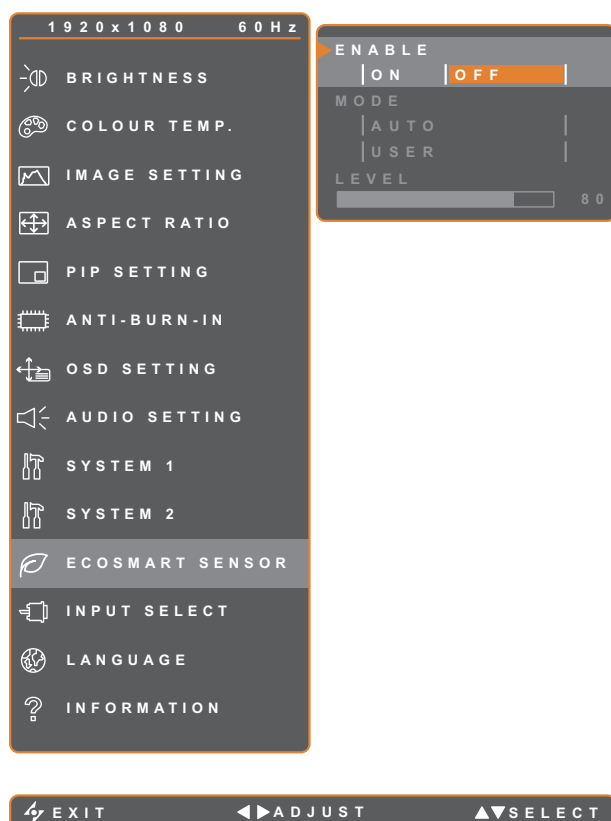 1920x1080 60Hz
BRIGHTNESS
COLOUR TEMP.
IMAGE SETTING
ASPECT RATIO
PIP SETTING
ANTI-BURN-IN
OSD SETTING
AUDIO SETTING
SYSTEM 1
SYSTEM 2
ECOSMART SENSOR
INPUT SELECT
LANGUAGE
INFORMATION
ENABLE
ON OFF
MODE
AUTO
USER
LEVEL
80
EXIT ADJUST SELECT